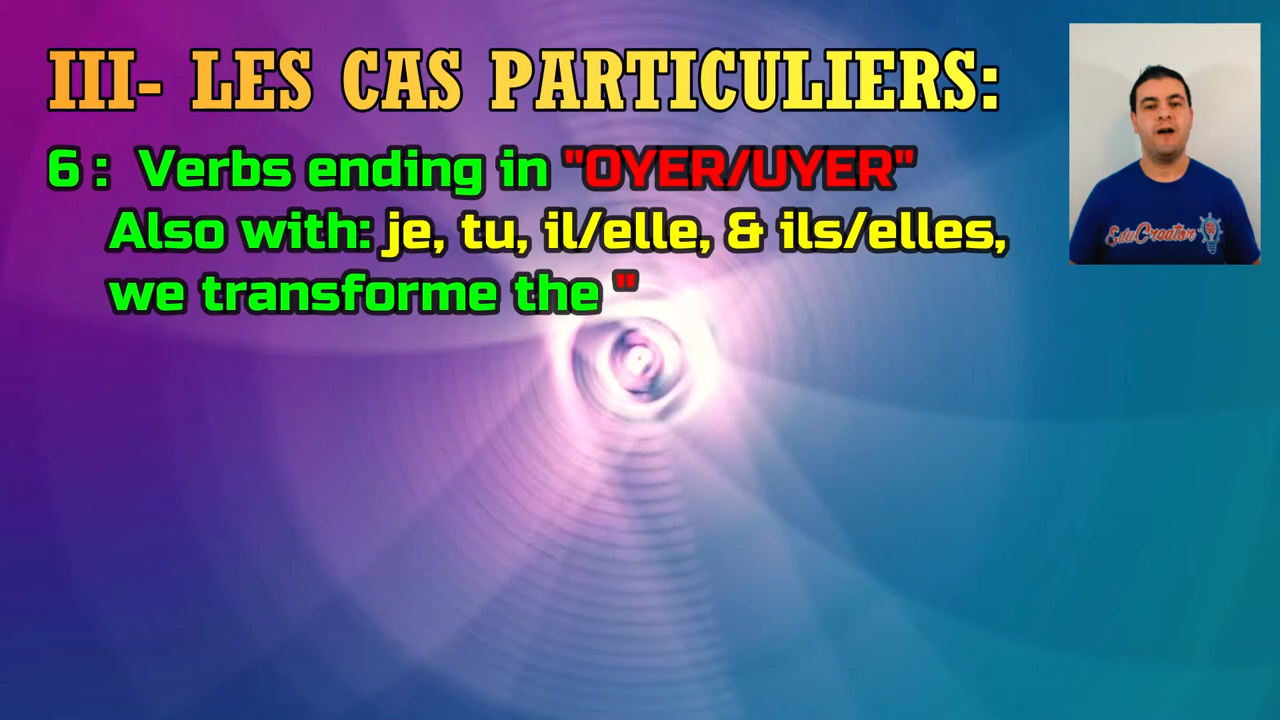 III- LES CAS PARTICULIERS:
6 : Verbs ending in "OYER/UYER"
Also with: je, tu, il/elle, & ils/elles,
we transforme the "
EduCreator